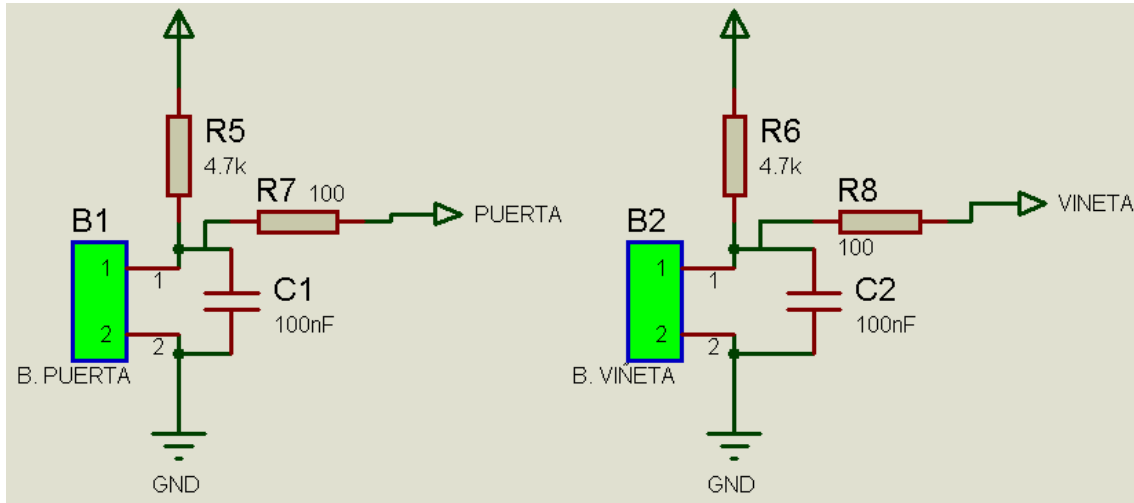 R5
4.7k
R7
100
PUERTA
B1
1
1
2
2
C1
100nF
B. PUERTA
GND
R6
4.7k
R8
100
VINETA
B2
1
1
2
2
C2
100nF
B. VIÑETA
GND